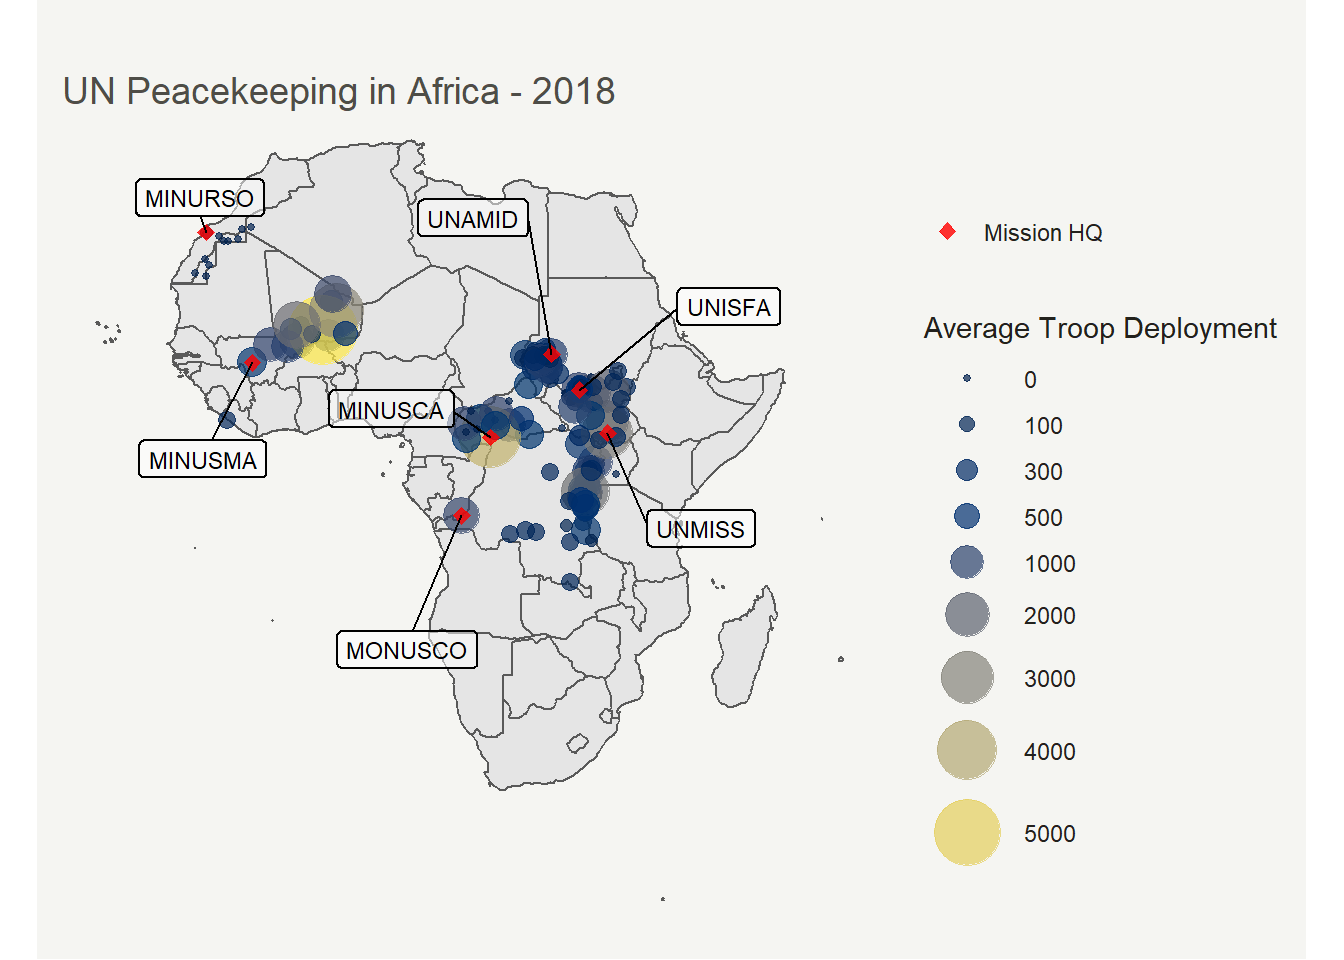 UN Peacekeeping in Africa - 2018
MINURSO
UNAMID
Mission HQ
UNISFA
Average Troop Deployment
0
100
300
500
1000
2000
3000
4000
5000
MINUSCA
MINUSMA
UNMISS
MONUSCO